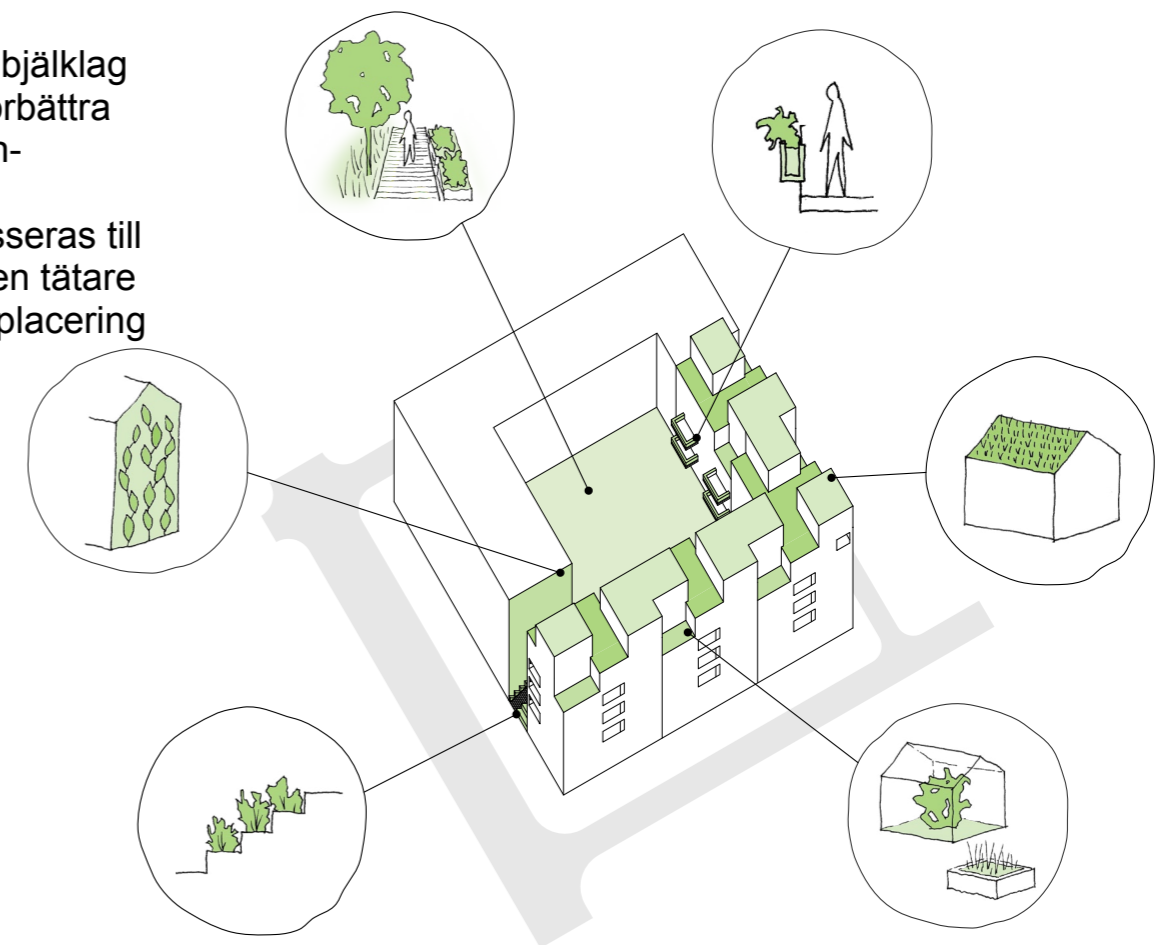 bjälklag
örbättra
n-
sseras till
en tätare
placering